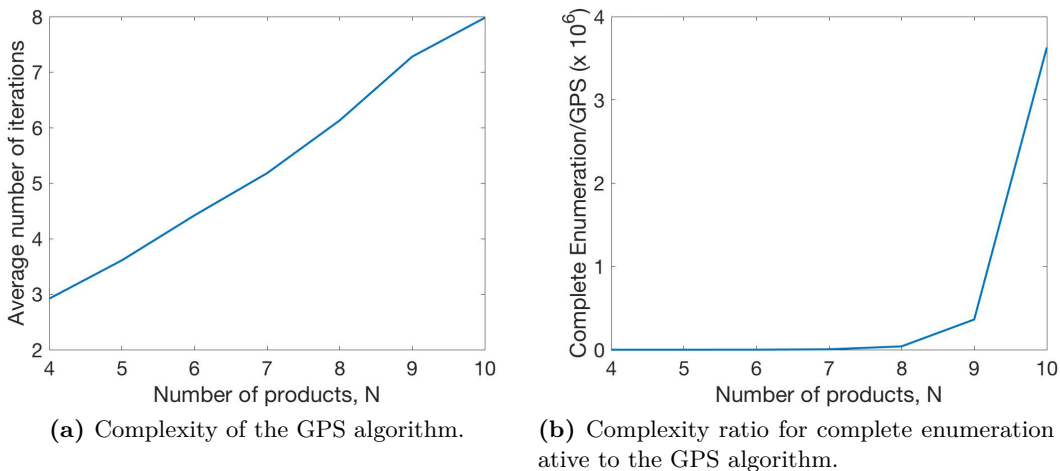 8
7
6
5
4
3
2
Average number of iterations
4 5 6 7 8 9 10
Number of products, N
(a) Complexity of the GPS algorithm.
4
3
2
1
0
Complete Enumeration/GPS (x 10^6)
4 5 6 7 8 9 10
Number of products, N
(b) Complexity ratio for complete enumeration
ative to the GPS algorithm.